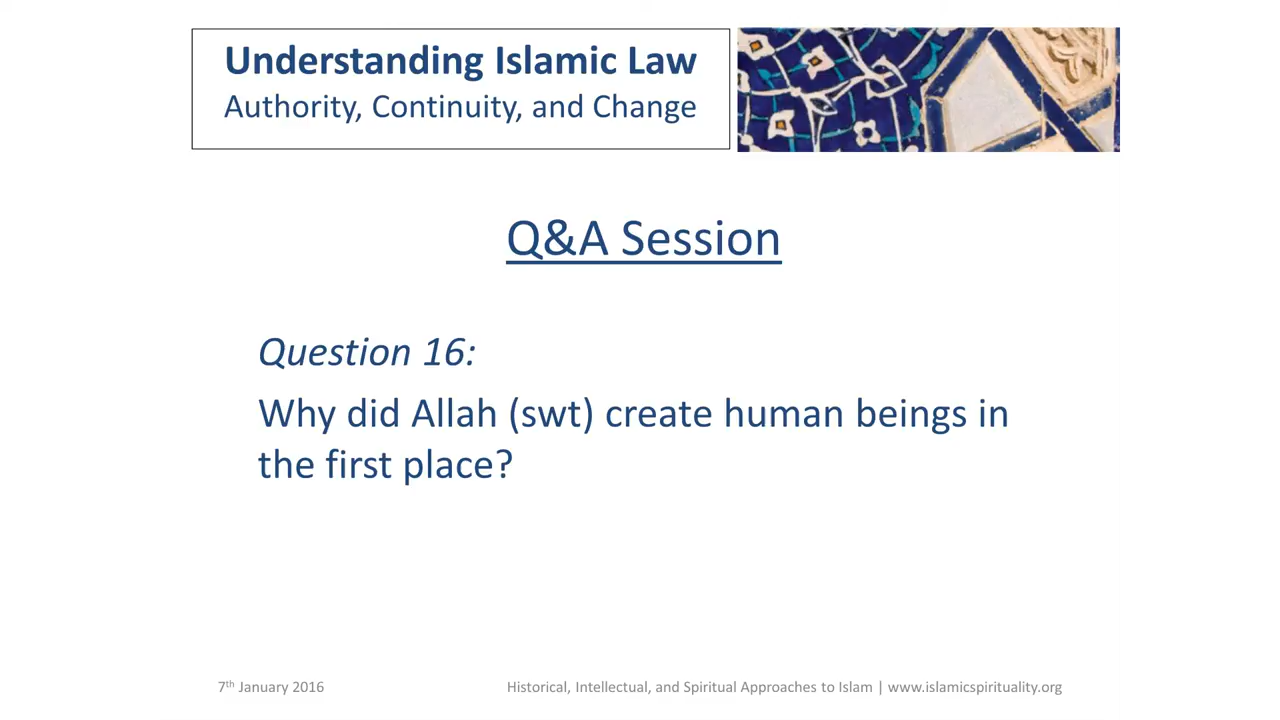 Understanding Islamic Law
Authority, Continuity, and Change
Q&A Session
Question 16:
Why did Allah (swt) create human beings in
the first place?
7th January 2016
Historical, Intellectual, and Spiritual Approaches to Islam | www.islamicspirituality.org